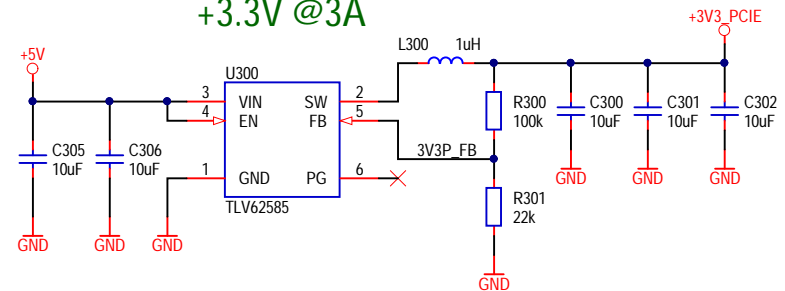 +3.3V @3A
+3V3_PCIE
+5V
L300 1uH
U300
3 VIN SW 2
4 EN FB 5
1 GND PG 6
TLV62585
C305
10uF
C306
10uF
R300
100k
C300
10uF
C301
10uF
C302
10uF
3V3P_FB
R301
22k
GND
GND
GND
GND
GND
GND
GND